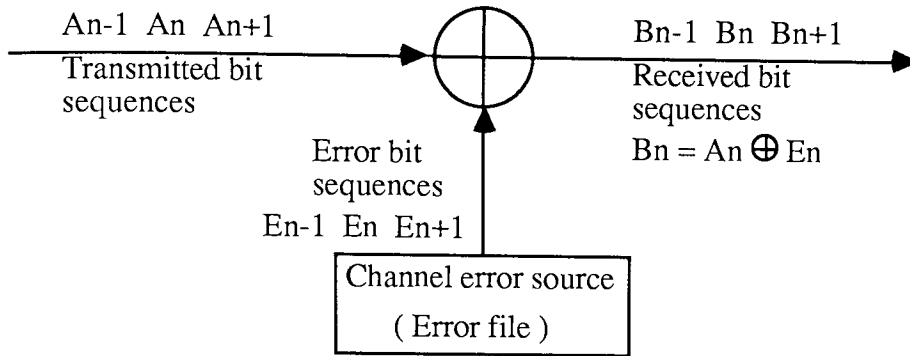 An-1 An An+1
Transmitted bit
sequences
Bn-1 Bn Bn+1
Received bit
sequences
Bn = An ⊕ En
Error bit
sequences
En-1 En En+1
Channel error source
( Error file )